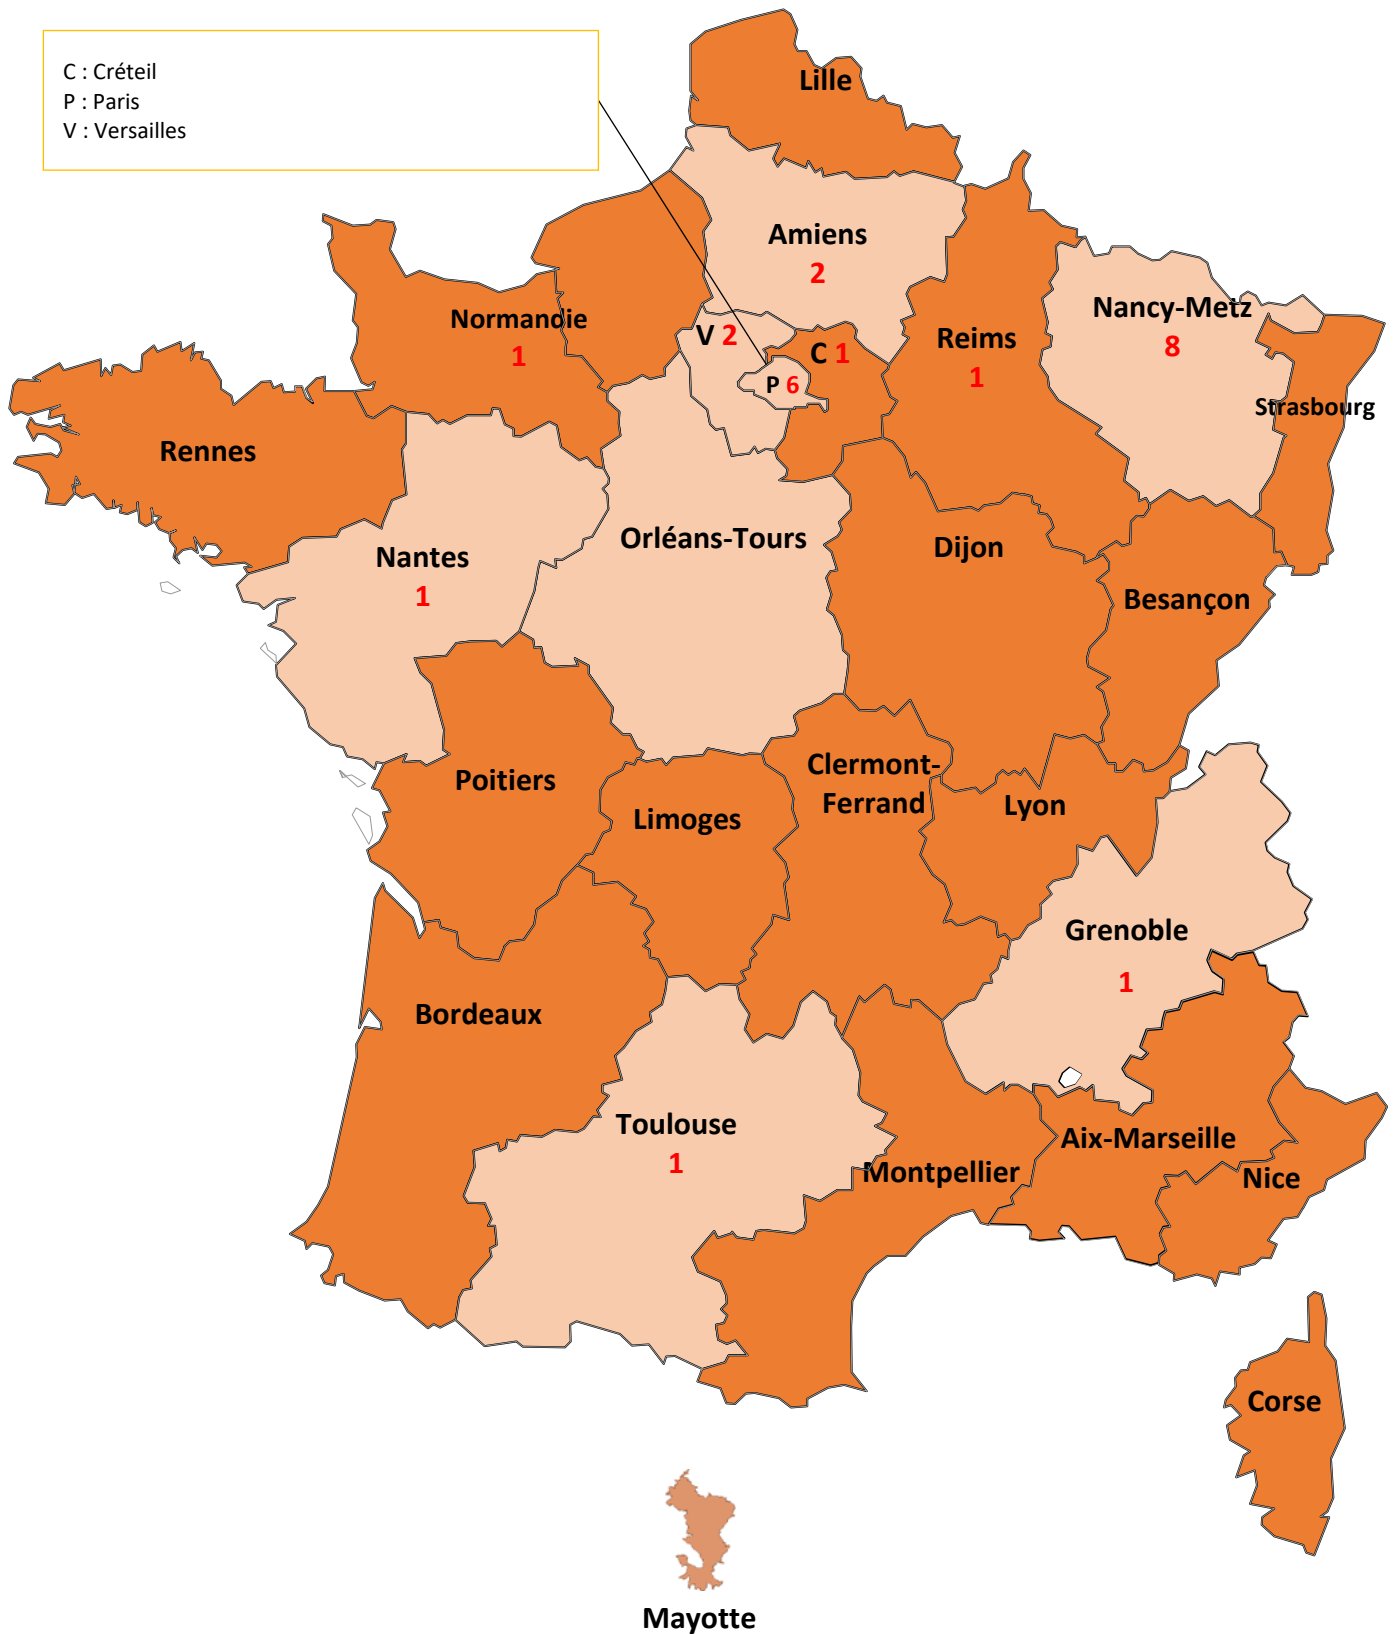 C : Créteil
P : Paris
V : Versailles
Lille
Amiens
2
Normandie
1
V 2
C 1
P 6
Reims
1
Nancy-Metz
8
Strasbourg
Rennes
Nantes
1
Orléans-Tours
Dijon
Besançon
Poitiers
Limoges
Clermont-
Ferrand
Lyon
Grenoble
1
Bordeaux
Toulouse
1
Montpellier
Aix-Marseille
Nice
Corse
Mayotte